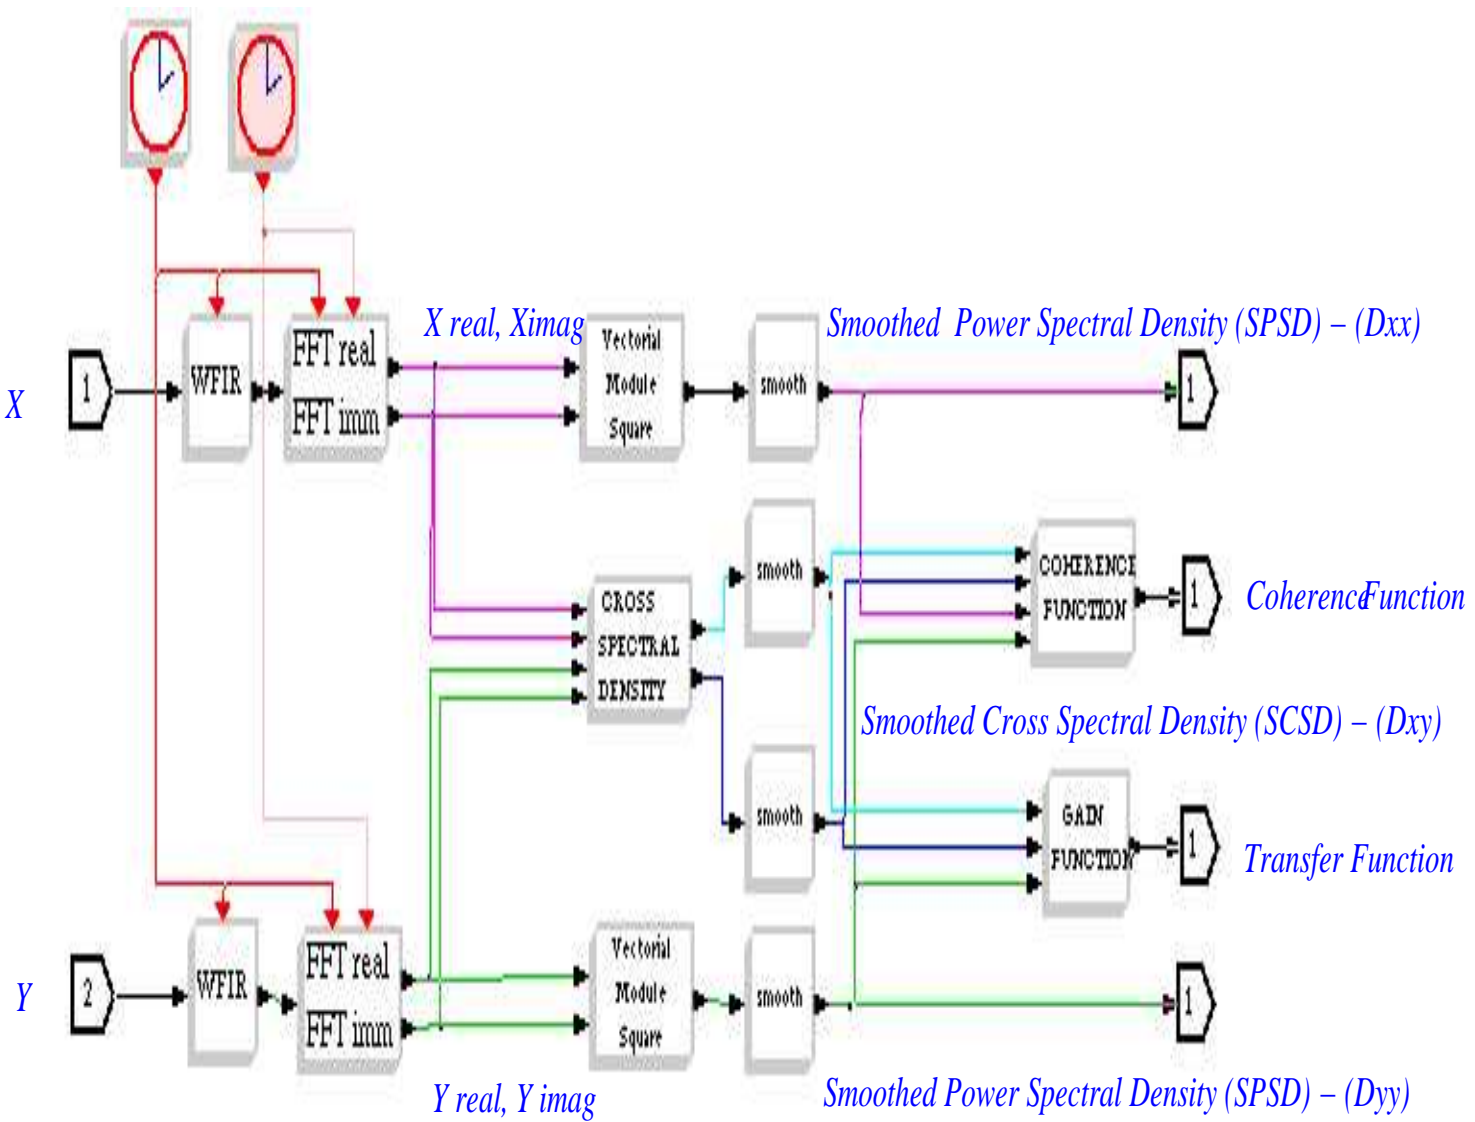 X real, Ximag
Smoothed Power Spectral Density (SPSD) – (Dxx)
X
1
WFIR
FFT real
FFT imm
Vectorial
Module
Square
smooth
1
CROSS
SPECTRAL
DENSITY
smooth
COHERENCE
FUNCTION
1
Coherence Function
Smoothed Cross Spectral Density (SCSD) – (Dxy)
smooth
GAIN
FUNCTION
1
Transfer Function
Y
2
WFIR
FFT real
FFT imm
Vectorial
Module
Square
smooth
1
Y real, Y imag
Smoothed Power Spectral Density (SPSD) – (Dyy)